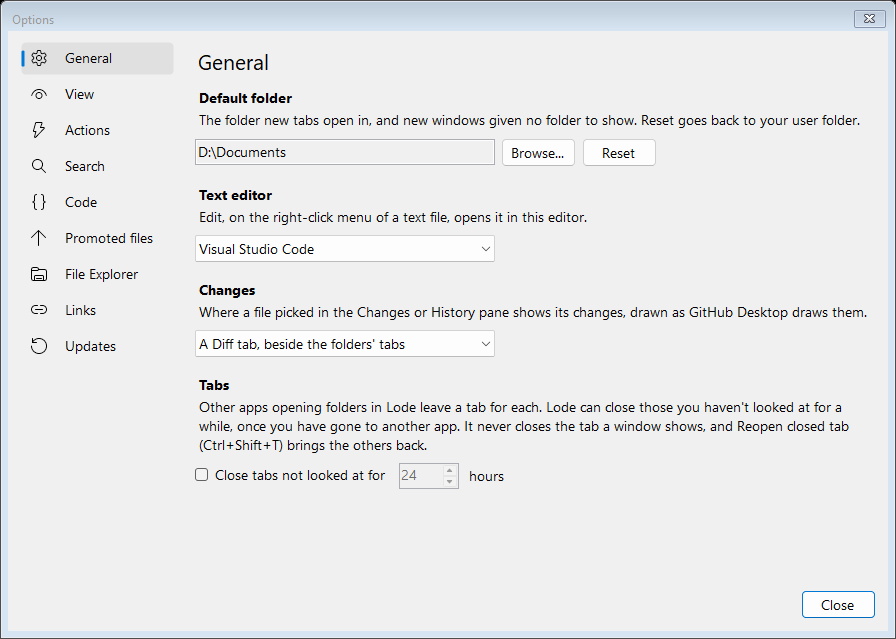 Options
General
View
Actions
Search
Code
Promoted files
File Explorer
Links
Updates
General
Default folder
The folder new tabs open in, and new windows given no folder to show. Reset goes back to your user folder.
D:\Documents
Browse...
Reset
Text editor
Edit, on the right-click menu of a text file, opens it in this editor.
Visual Studio Code
Changes
Where a file picked in the Changes or History pane shows its changes, drawn as GitHub Desktop draws them.
A Diff tab, beside the folders' tabs
Tabs
Other apps opening folders in Lode leave a tab for each. Lode can close those you haven't looked at for a
while, once you have gone to another app. It never closes the tab a window shows, and Reopen closed tab
(Ctrl+Shift+T) brings the others back.
Close tabs not looked at for 24 hours
Close